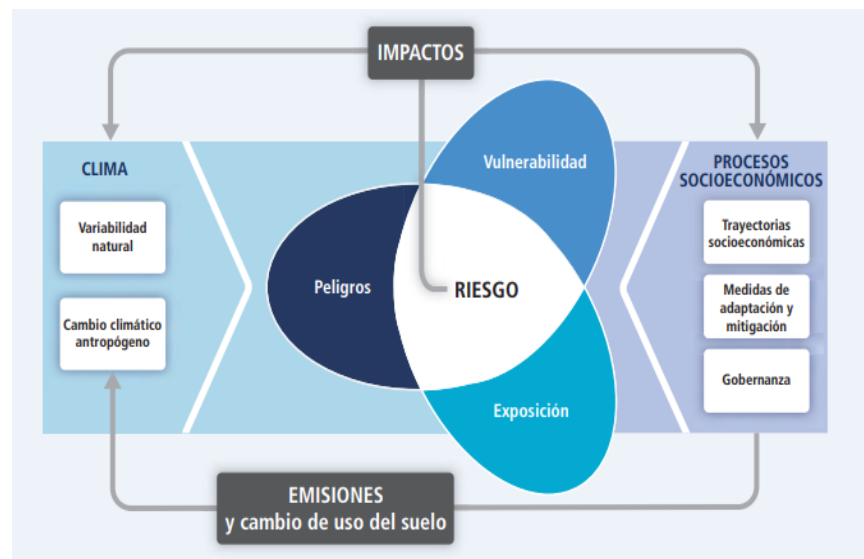 IMPACTOS
CLIMA
Variabilidad
natural
Cambio climático
antropógeno
Vulnerabilidad
Peligros
RIESGO
Exposición
PROCESOS
SOCIOECONÓMICOS
Trayectorias
socioeconómicas
Medidas de
adaptación y
mitigación
Gobernanza
EMISIONES
y cambio de uso del suelo